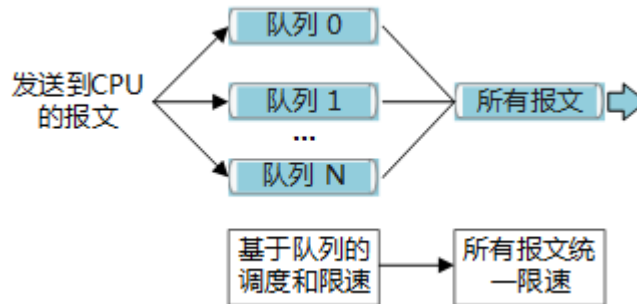 队列 0
发送到CPU
的报文
队列 1
所有报文
...
队列 N
基于队列的
调度和限速
所有报文统
一限速